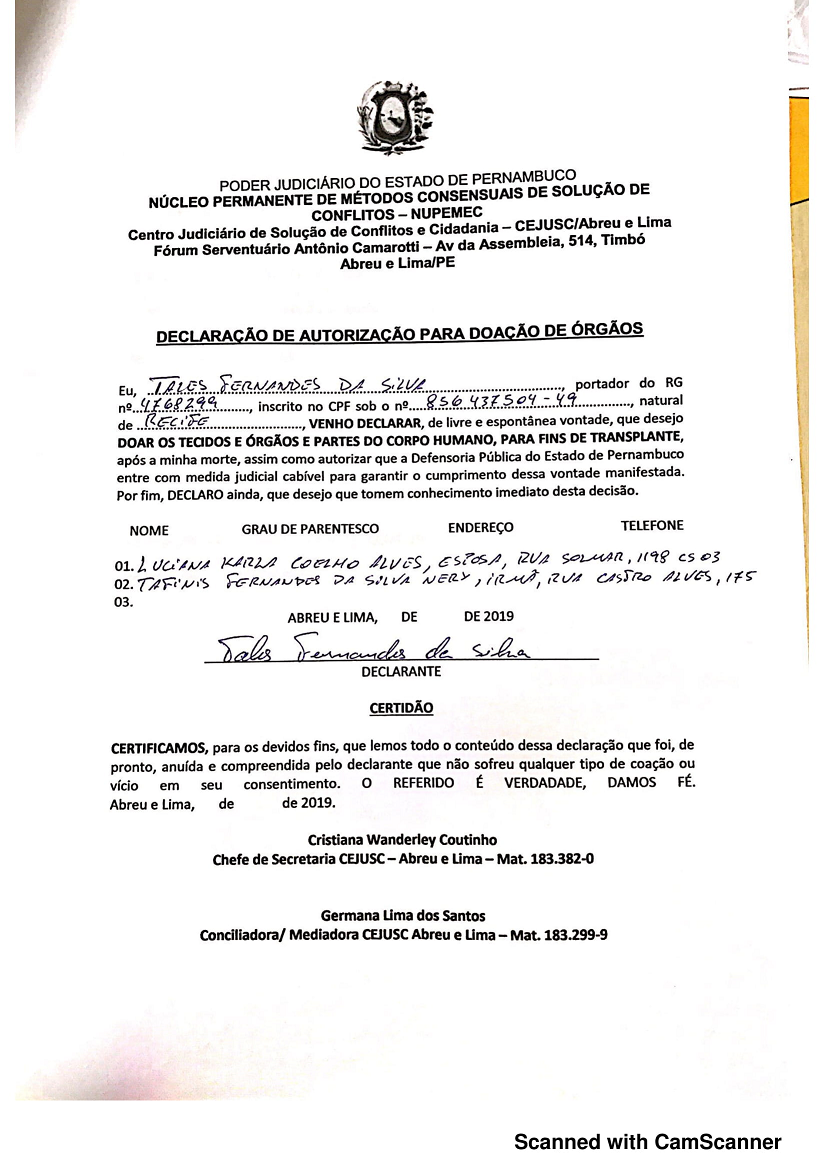 PODER JUDICIÁRIO DO ESTADO DE PERNAMBUCO
NÚCLEO PERMANENTE DE MÉTODOS CONSENSUAIS DE SOLUÇÃO DE
CONFLITOS – NUPEMEC
Centro Judiciário de Solução de Conflitos e Cidadania – CEJUSC/Abreu e Lima
Fórum Serventuário Antônio Camarotti – Av da Assembleia, 514, Timbó
Abreu e Lima/PE
DECLARAÇÃO DE AUTORIZAÇÃO PARA DOAÇÃO DE ÓRGÃOS
Eu, TALES FERNANDES DA SILVA, portador do RG
nº 4768299, inscrito no CPF sob o nº 856 437504-49, natural
de RECIFE, VENHO DECLARAR, de livre e espontânea vontade, que desejo
DOAR OS TECIDOS E ÓRGÃOS E PARTES DO CORPO HUMANO, PARA FINS DE TRANSPLANTE,
após a minha morte, assim como autorizar que a Defensoria Pública do Estado de Pernambuco
entre com medida judicial cabível para garantir o cumprimento dessa vontade manifestada.
Por fim, DECLARO ainda, que desejo que tomem conhecimento imediato desta decisão.
NOME GRAU DE PARENTESCO ENDEREÇO TELEFONE
01. LUCIANA KARLA COELHO ALVES, ESPOSA, RUA SOLMAR, 1198 CS 03
02. FERNANDES DA SILVA NERY, IRMÃ, RUA CASTRO ALVES, 175
03.
ABREU E LIMA, DE DE 2019
Tales Fernandes da Silva
DECLARANTE
CERTIDÃO
CERTIFICAMOS, para os devidos fins, que lemos todo o conteúdo dessa declaração que foi, de
pronto, anuída e compreendida pelo declarante que não sofreu qualquer tipo de coação ou
vício em seu consentimento. O REFERIDO É VERDADADE, DAMOS FÉ.
Abreu e Lima, de de 2019.
Cristiana Wanderley Coutinho
Chefe de Secretaria CEJUSC – Abreu e Lima – Mat. 183.382-0
Germana Lima dos Santos
Conciliadora/ Mediadora CEJUSC Abreu e Lima – Mat. 183.299-9
Scanned with CamScanner